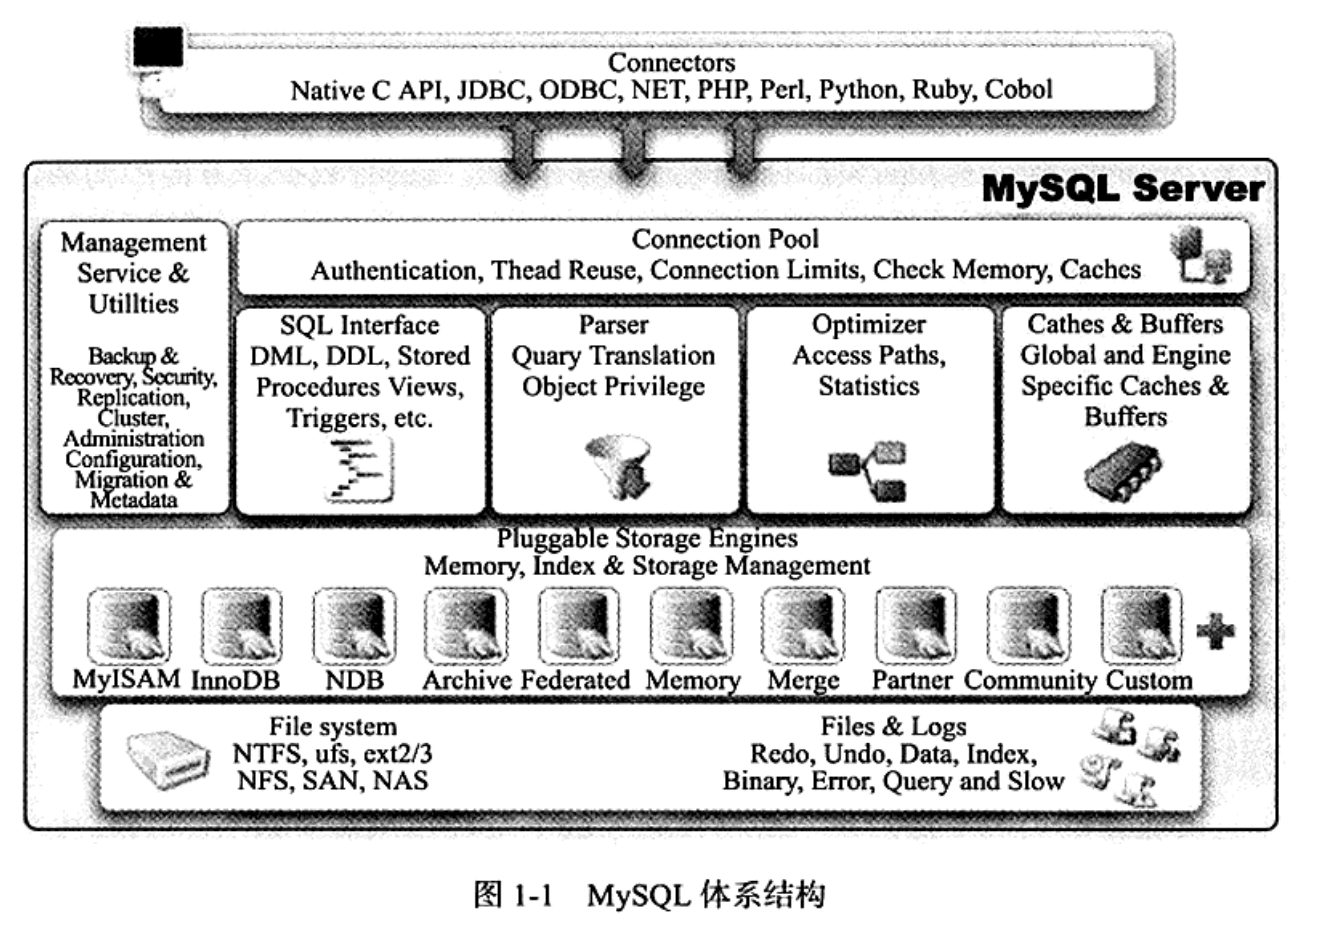 Connectors
Native C API, JDBC, ODBC, NET, PHP, Perl, Python, Ruby, Cobol
MySQL Server
Management
Service &
Utillties
Backup &
Recovery, Security,
Replication,
Cluster,
Administration
Configuration,
Migration &
Metadata
Connection Pool
Authentication, Thead Reuse, Connection Limits, Check Memory, Caches
SQL Interface
DML, DDL, Stored
Procedures Views,
Triggers, etc.
Parser
Quary Translation
Object Privilege
Optimizer
Access Paths,
Statistics
Cathes & Buffers
Global and Engine
Specific Caches &
Buffers
Pluggable Storage Engines
Memory, Index & Storage Management
MyISAM InnoDB NDB Archive Federated Memory Merge Partner Community Custom
File system
NTFS, ufs, ext2/3
NFS, SAN, NAS
Files & Logs
Redo, Undo, Data, Index,
Binary, Error, Query and Slow
图 1-1 MySQL 体系结构